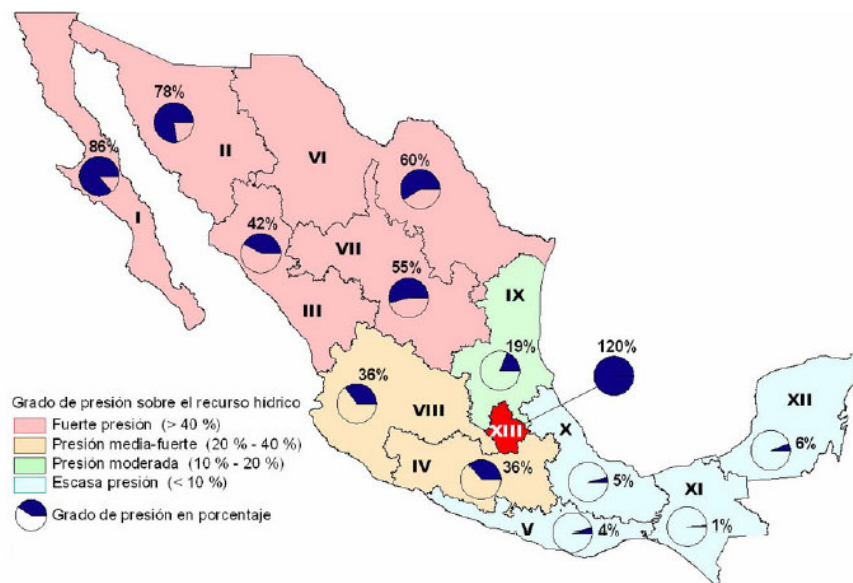 78%
86%
II
VI
60%
I
42%
VII
55%
III
IX
19%
120%
36%
VIII
XIII
XII
X
IV
36%
6%
XI
5%
V
4%
1%
Grado de presión sobre el recurso hídrico
Fuerte presión (> 40 %)
Presión media-fuerte (20 % - 40 %)
Presión moderada (10 % - 20 %)
Escasa presión (< 10 %)
Grado de presión en porcentaje